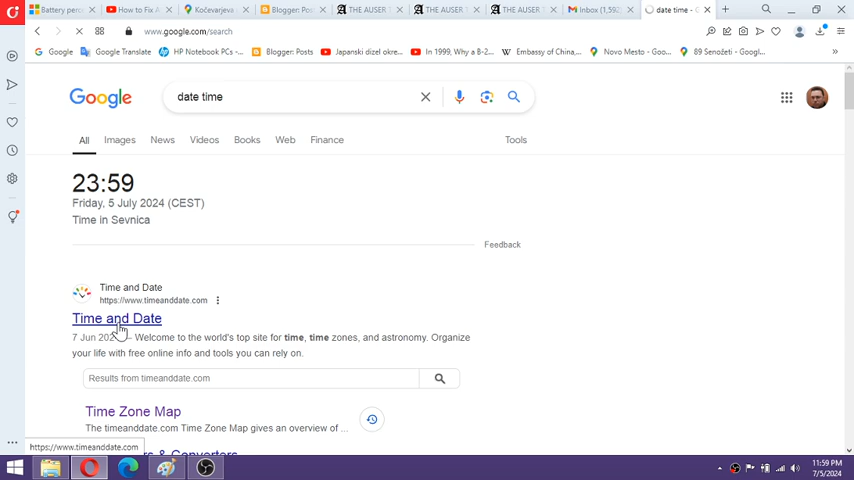 Battery perc
How to Fix A
Kočevarjeva
Blogger: Post
THE AUSER T
THE AUSER T
THE AUSER T
Inbox (1,592
date time -
www.google.com/search
Google
Google Translate
HP Notebook PCs -...
Blogger: Posts
Japanski dizel okre...
In 1999, Why a B-2...
Embassy of China,...
Novo Mesto - Goo...
89 Senožeti - Googl...
»
Google
date time
All
Images
News
Videos
Books
Web
Finance
Tools
23:59
Friday, 5 July 2024 (CEST)
Time in Sevnica
Feedback
Time and Date
https://www.timeanddate.com
Time and Date
7 Jun 20 — Welcome to the world's top site for time, time zones, and astronomy. Organize
your life with free online info and tools you can rely on.
Results from timeanddate.com
Time Zone Map
The timeanddate.com Time Zone Map gives an overview of ...
https://www.timeanddate.com
& Converters
11:59 PM
7/5/2024